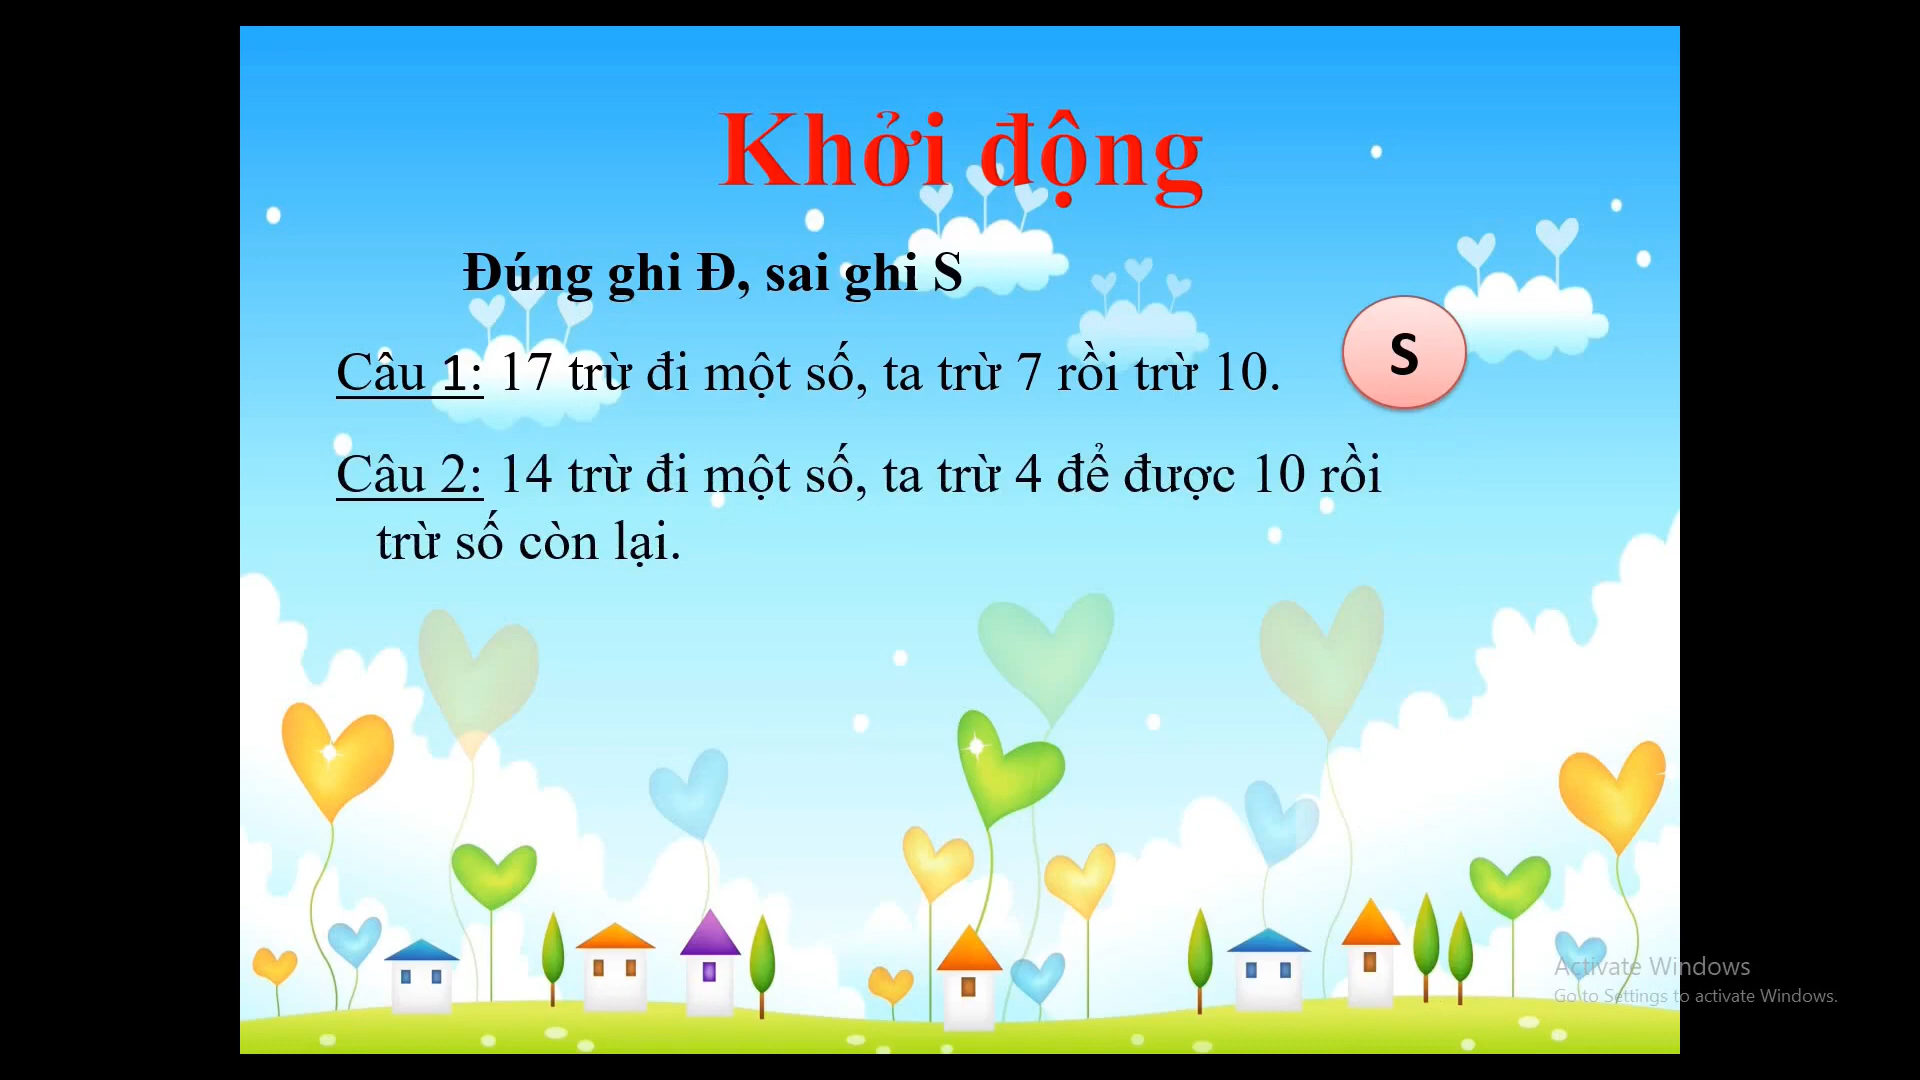 Khởi động
Đúng ghi Đ, sai ghi S
Câu 1: 17 trừ đi một số, ta trừ 7 rồi trừ 10.
S
Câu 2: 14 trừ đi một số, ta trừ 4 để được 10 rồi
trừ số còn lại.
Activate Windows
Go to Settings to activate Windows.